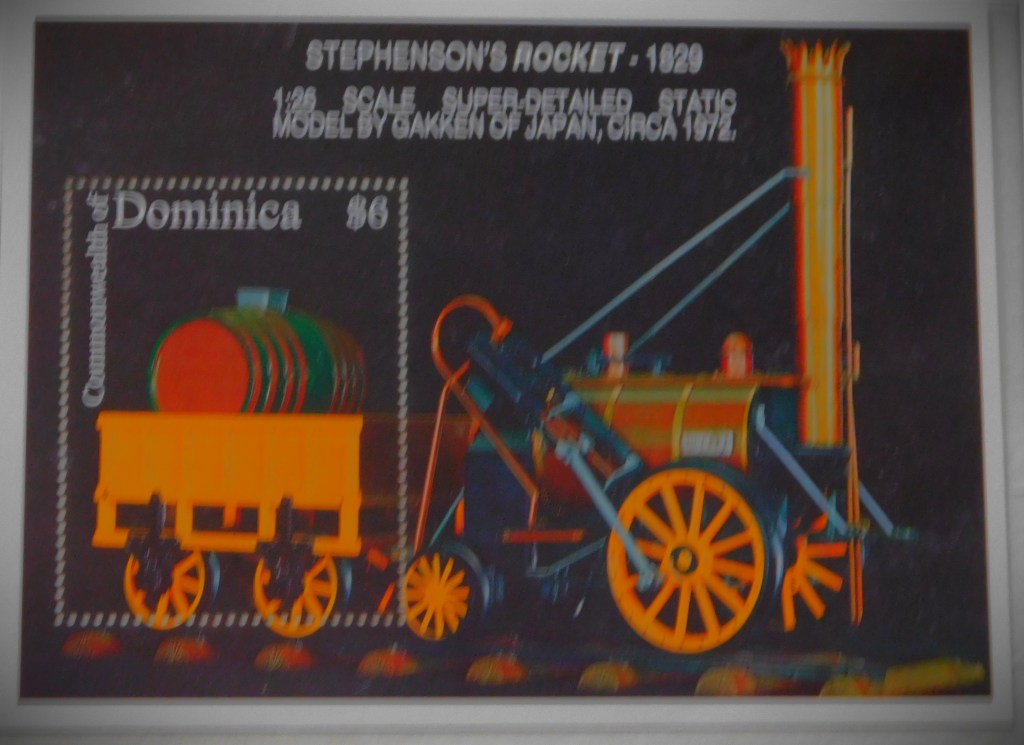 STEPHENSON'S ROCKET - 1829
1:26 SCALE SUPER-DETAILED STATIC
MODEL BY GAKKEN OF JAPAN, CIRCA 1972.
Commonwealth of
Dominica $6